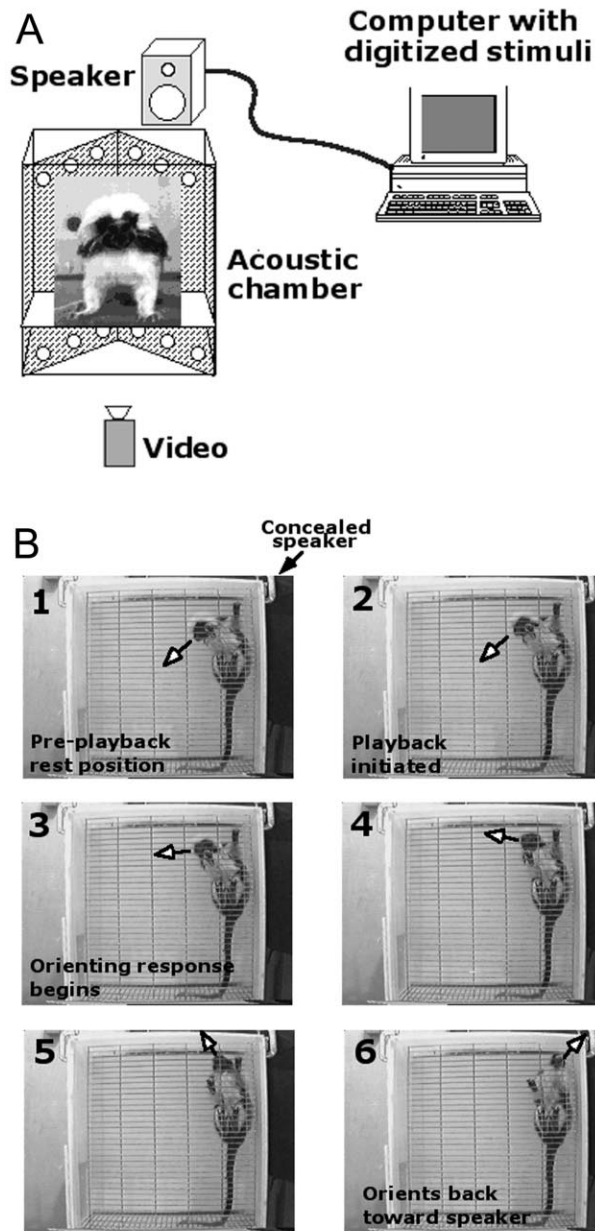 A
Speaker
Computer with
digitized stimuli
Acoustic
chamber
Video
B
Concealed
speaker
1
Pre-playback
rest position
2
Playback
initiated
3
Orienting response
begins
4
5
6
Orients back
toward speaker